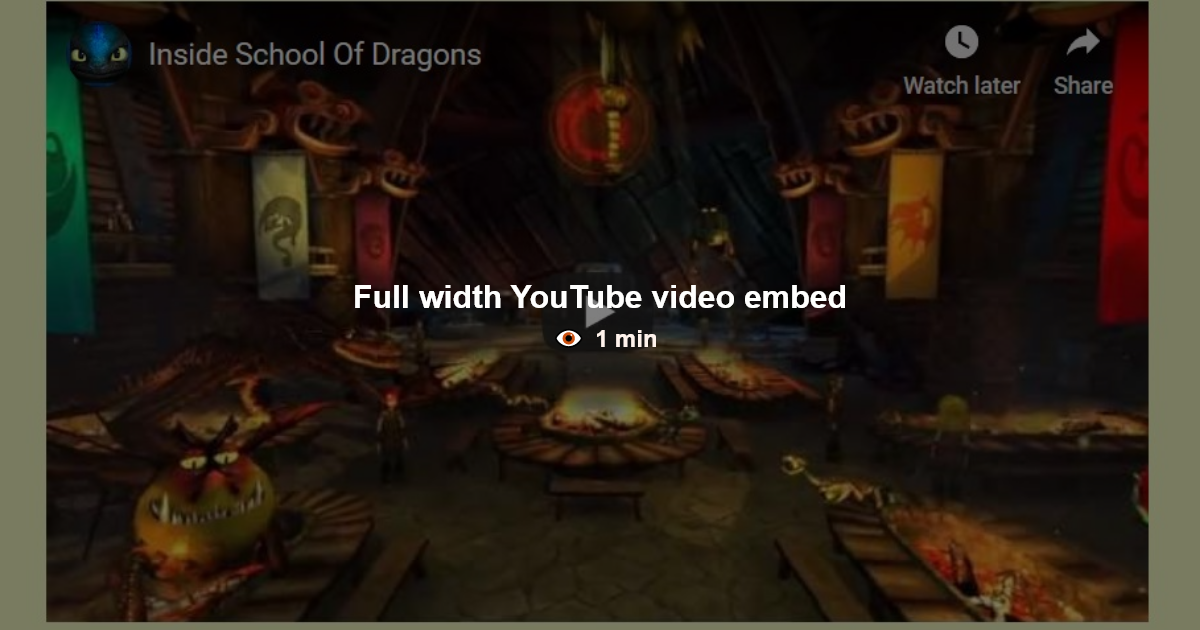 Inside School Of Dragons
Watch later
Share
Full width YouTube video embed
1 min